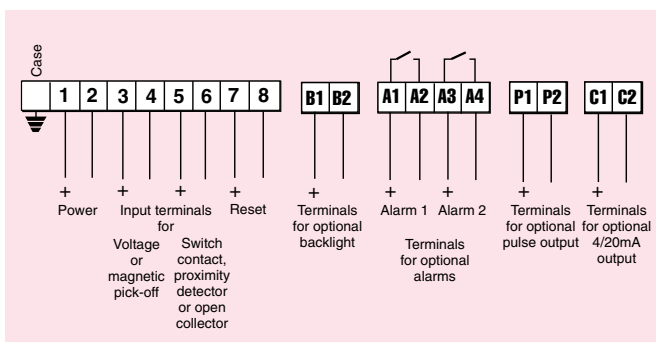 Case
1 2 3 4 5 6 7 8
B1 B2
A1 A2 A3 A4
P1 P2
C1 C2
+ + + + + + + + +
Power
Input terminals
for
Voltage
or
magnetic
pick-off
Switch
contact,
proximity
detector
or open
collector
Reset
Terminals
for optional
backlight
Alarm 1 Alarm 2
Terminals
for optional
alarms
Terminals
for optional
pulse output
Terminals
for optional
4/20mA
output